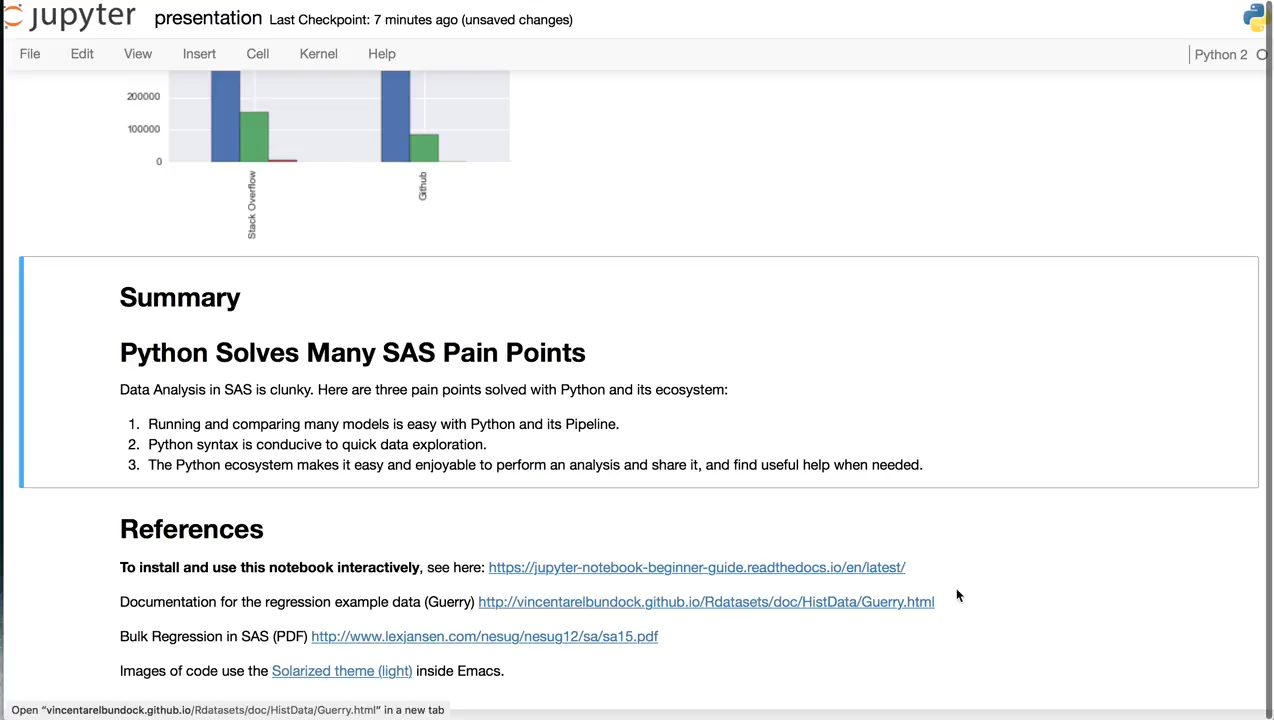 jupyter presentation Last Checkpoint: 7 minutes ago (unsaved changes)
File Edit View Insert Cell Kernel Help Python 2
200000
100000
0
Stack Overflow
Github
Summary
Python Solves Many SAS Pain Points
Data Analysis in SAS is clunky. Here are three pain points solved with Python and its ecosystem:
1. Running and comparing many models is easy with Python and its Pipeline.
2. Python syntax is conducive to quick data exploration.
3. The Python ecosystem makes it easy and enjoyable to perform an analysis and share it, and find useful help when needed.
References
To install and use this notebook interactively, see here: https://jupyter-notebook-beginner-guide.readthedocs.io/en/latest/
Documentation for the regression example data (Guerry) http://vincentarelbundock.github.io/Rdatasets/doc/HistData/Guerry.html
Bulk Regression in SAS (PDF) http://www.lexjansen.com/nesug/nesug12/sa/sa15.pdf
Images of code use the Solarized theme (light) inside Emacs.
Open "vincentarelbundock.github.io/Rdatasets/doc/HistData/Guerry.html" in a new tab